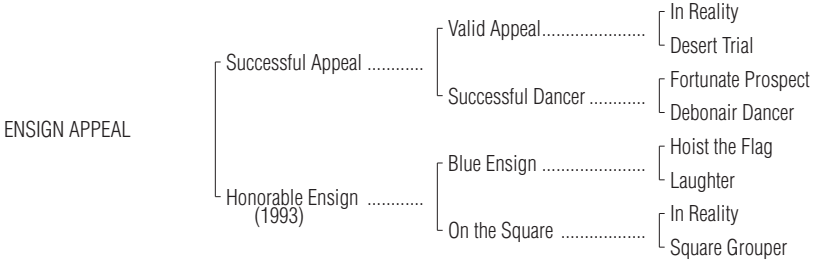 In Reality
Valid Appeal......................
Desert Trial
Successful Appeal ............
Fortunate Prospect
Successful Dancer ............
Debonair Dancer
ENSIGN APPEAL
Hoist the Flag
Blue Ensign ......................
Laughter
Honorable Ensign ............
(1993)
In Reality
On the Square ..................
Square Grouper